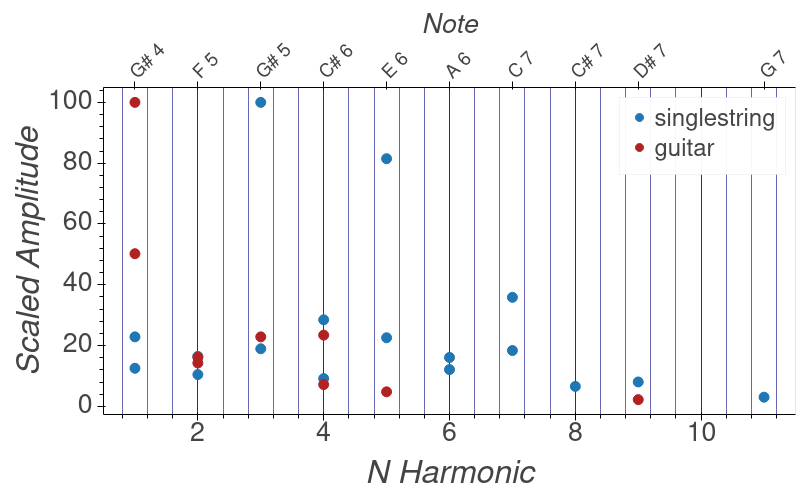 Note
G# 4 F 5 G# 5 C# 6 E 6 A 6 C 7 C# 7 D# 7 G 7
Scaled Amplitude
100
80
60
40
20
0
singlestring
guitar
2 4 6 8 10
N Harmonic